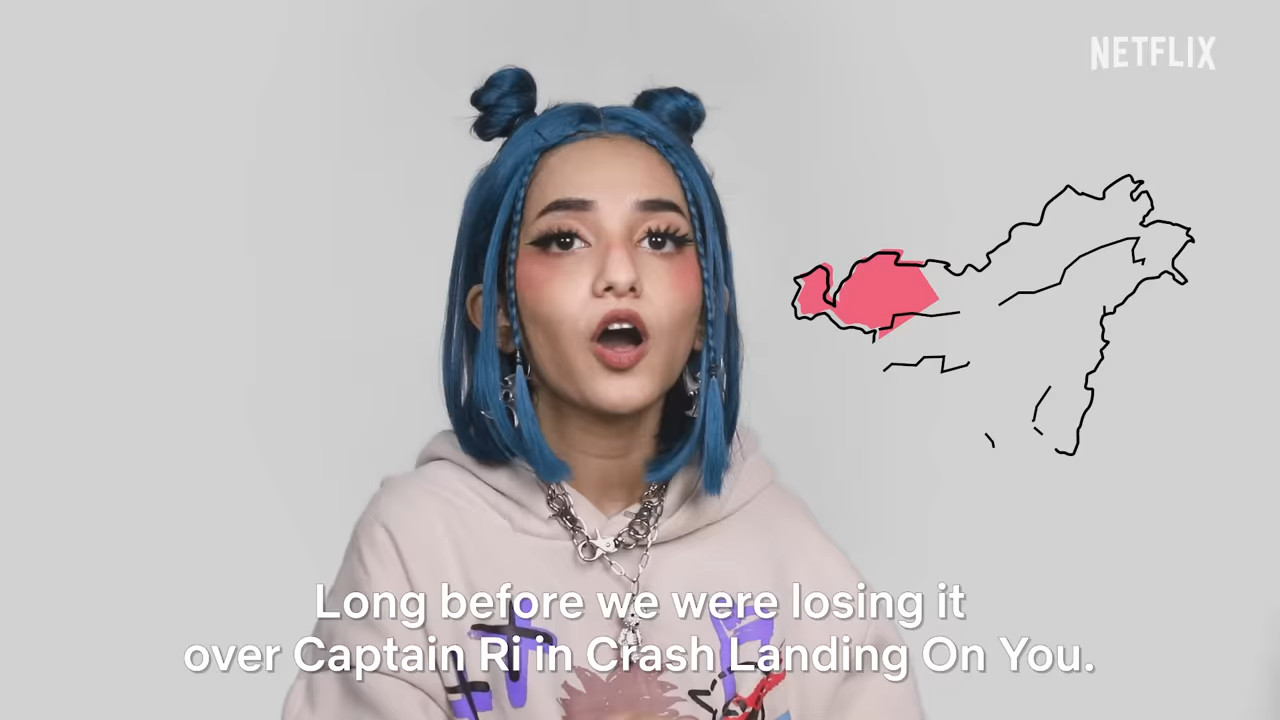 NETFLIX
Long before we were losing it
over Captain Ri in Crash Landing On You.